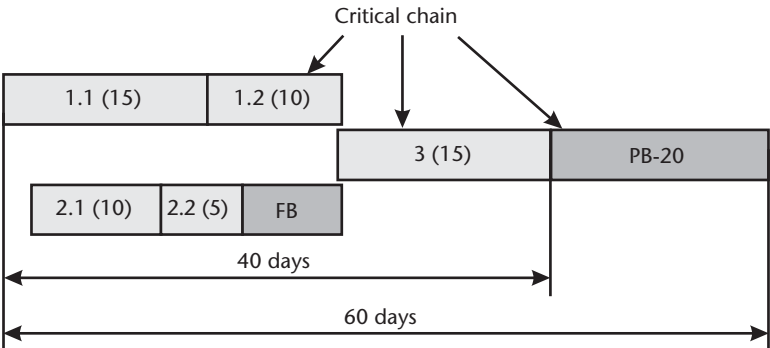 Critical chain
1.1 (15) 1.2 (10)
3 (15) PB-20
2.1 (10) 2.2 (5) FB
40 days
60 days